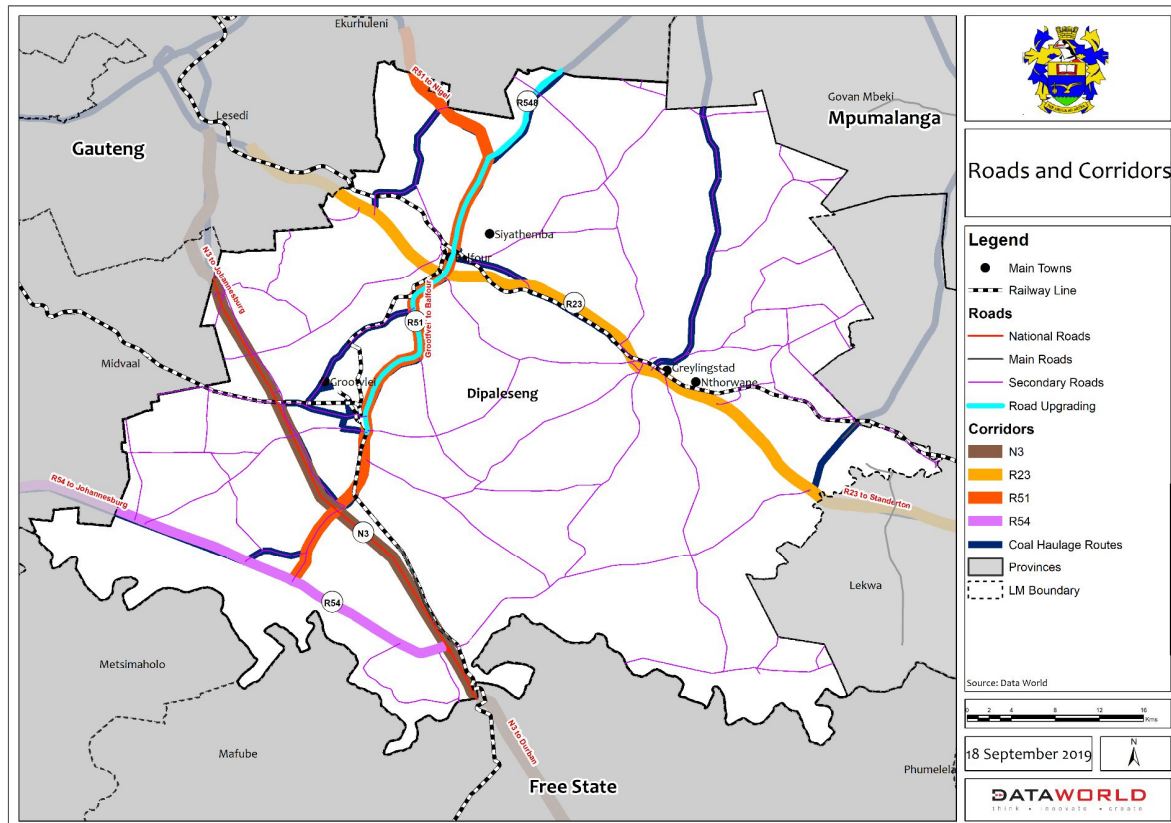 Ekurhuleni
R51 to Nigel
R548
Govan Mbeki
Mpumalanga
Lesedi
Gauteng
Siyathemba
N3 to Johannesburg
Grootlvei to Balfour
R23
R51
Midvaal
Greylingstad
Nthorwane
Grootvlei
Dipaleseng
R54 to Johannesburg
R23 to Standerton
N3
Lekwa
R54
Metsimaholo
Mafube
N3 to Durban
Free State
Phumelela
Roads and Corridors
Legend
Main Towns
Railway Line
Roads
National Roads
Main Roads
Secondary Roads
Road Upgrading
Corridors
N3
R23
R51
R54
Coal Haulage Routes
Provinces
LM Boundary
Source: Data World
0 2 4 8 12 16
Kms
18 September 2019
N
DATAWORLD
think • innovate • create